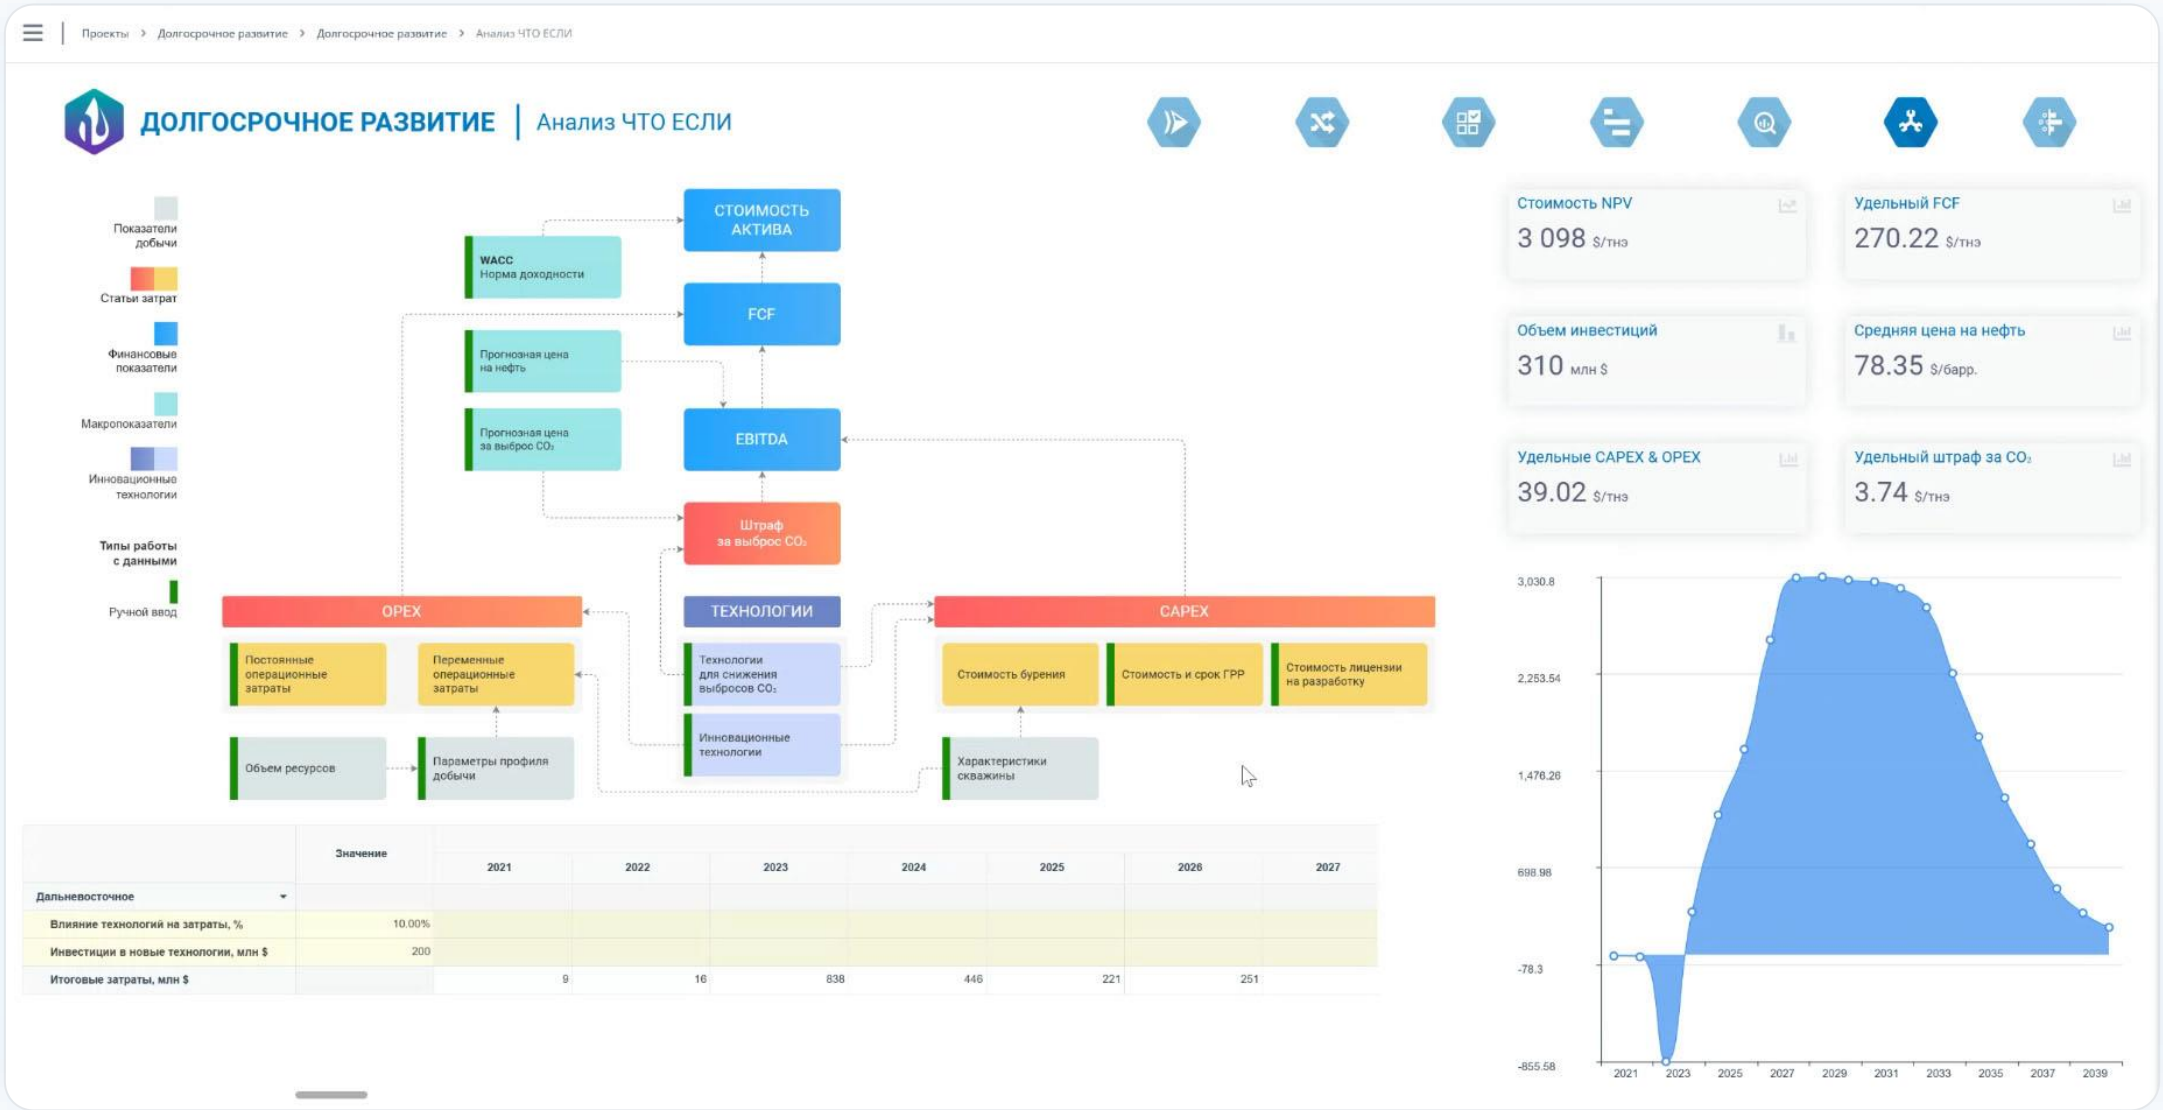 Проекты > Долгосрочное развитие > Долгосрочное развитие > Анализ ЧТО ЕСЛИ
ДОЛГОСРОЧНОЕ РАЗВИТИЕ | Анализ ЧТО ЕСЛИ
Показатели
добычи
Статьи затрат
Финансовые
показатели
Макропоказатели
Инновационные
технологии
Типы работы
с данными
Ручной ввод
СТОИМОСТЬ
АКТИВА
WACC
Норма доходности
FCF
Прогнозная цена
на нефть
Прогнозная цена
за выброс CO₂
EBITDA
Штраф
за выброс CO₂
OPEX
ТЕХНОЛОГИИ
CAPEX
Постоянные
операционные
затраты
Переменные
операционные
затраты
Технологии
для снижения
выбросов CO₂
Стоимость бурения
Стоимость и срок ГРР
Стоимость лицензии
на разработку
Объем ресурсов
Параметры профиля
добычи
Инновационные
технологии
Характеристики
скважины
Стоимость NPV
3 098 $/тнэ
Удельный FCF
270.22 $/тнэ
Объем инвестиций
310 млн $
Средняя цена на нефть
78.35 $/барр.
Удельные CAPEX & OPEX
39.02 $/тнэ
Удельный штраф за CO₂
3.74 $/тнэ
3,030.8
2,253.54
1,476.26
698.98
-78.3
-855.58
2021 2023 2025 2027 2029 2031 2033 2035 2037 2039
Значение
2021 2022 2023 2024 2025 2026 2027
Дальневосточное
Влияние технологий на затраты, % 10.00%
Инвестиции в новые технологии, млн $ 200
Итоговые затраты, млн $ 9 16 838 446 221 251